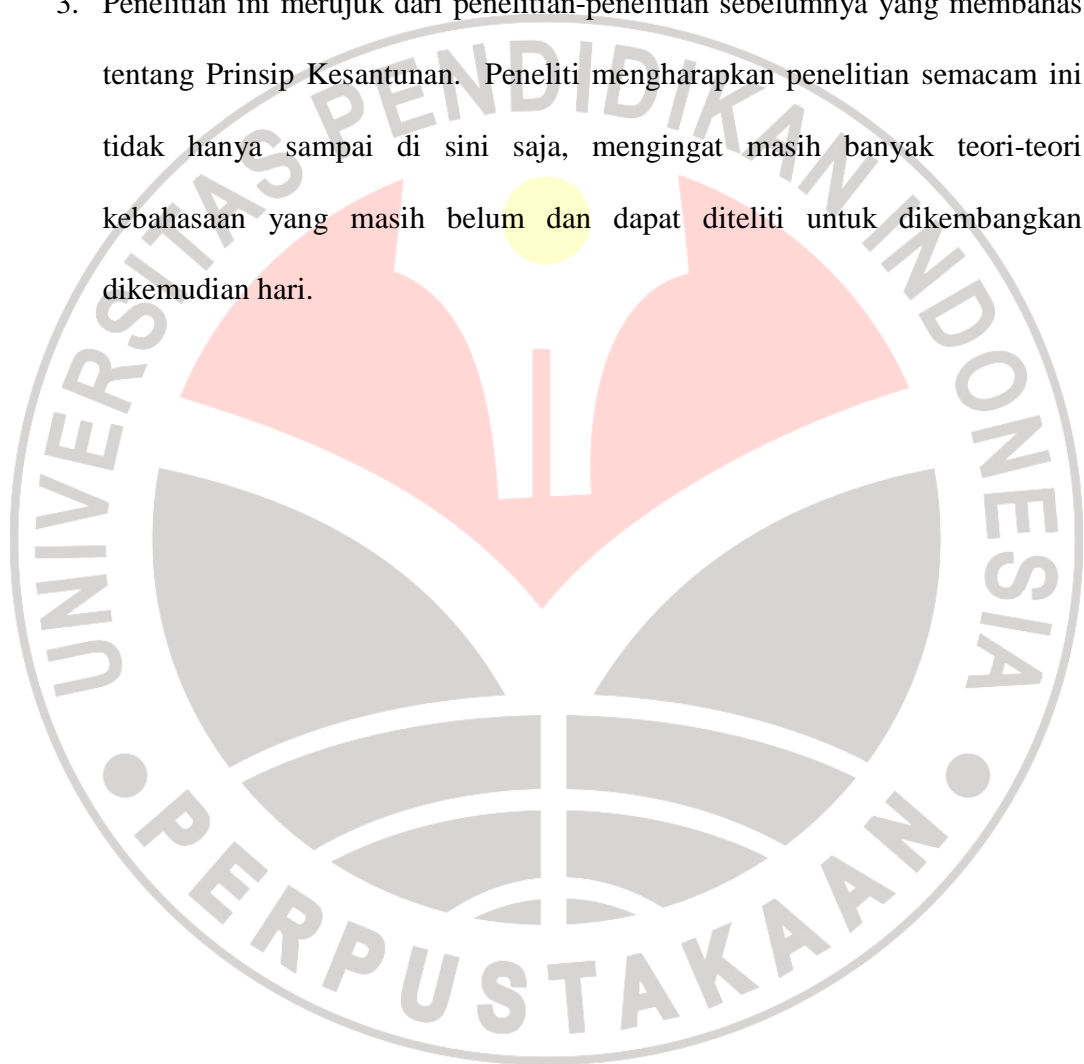 3. Penelitian ini merujuk dari penelitian-penelitian sebelumnya yang membahas
tentang Prinsip Kesantunan. Peneliti mengharapkan penelitian semacam ini
tidak hanya sampai di sini saja, mengingat masih banyak teori-teori
kebahasaan yang masih belum dan dapat diteliti untuk dikembangkan
dikemudian hari.
UNIVERSITAS PENDIDIKAN INDONESIA
PERPUSTAKAAN